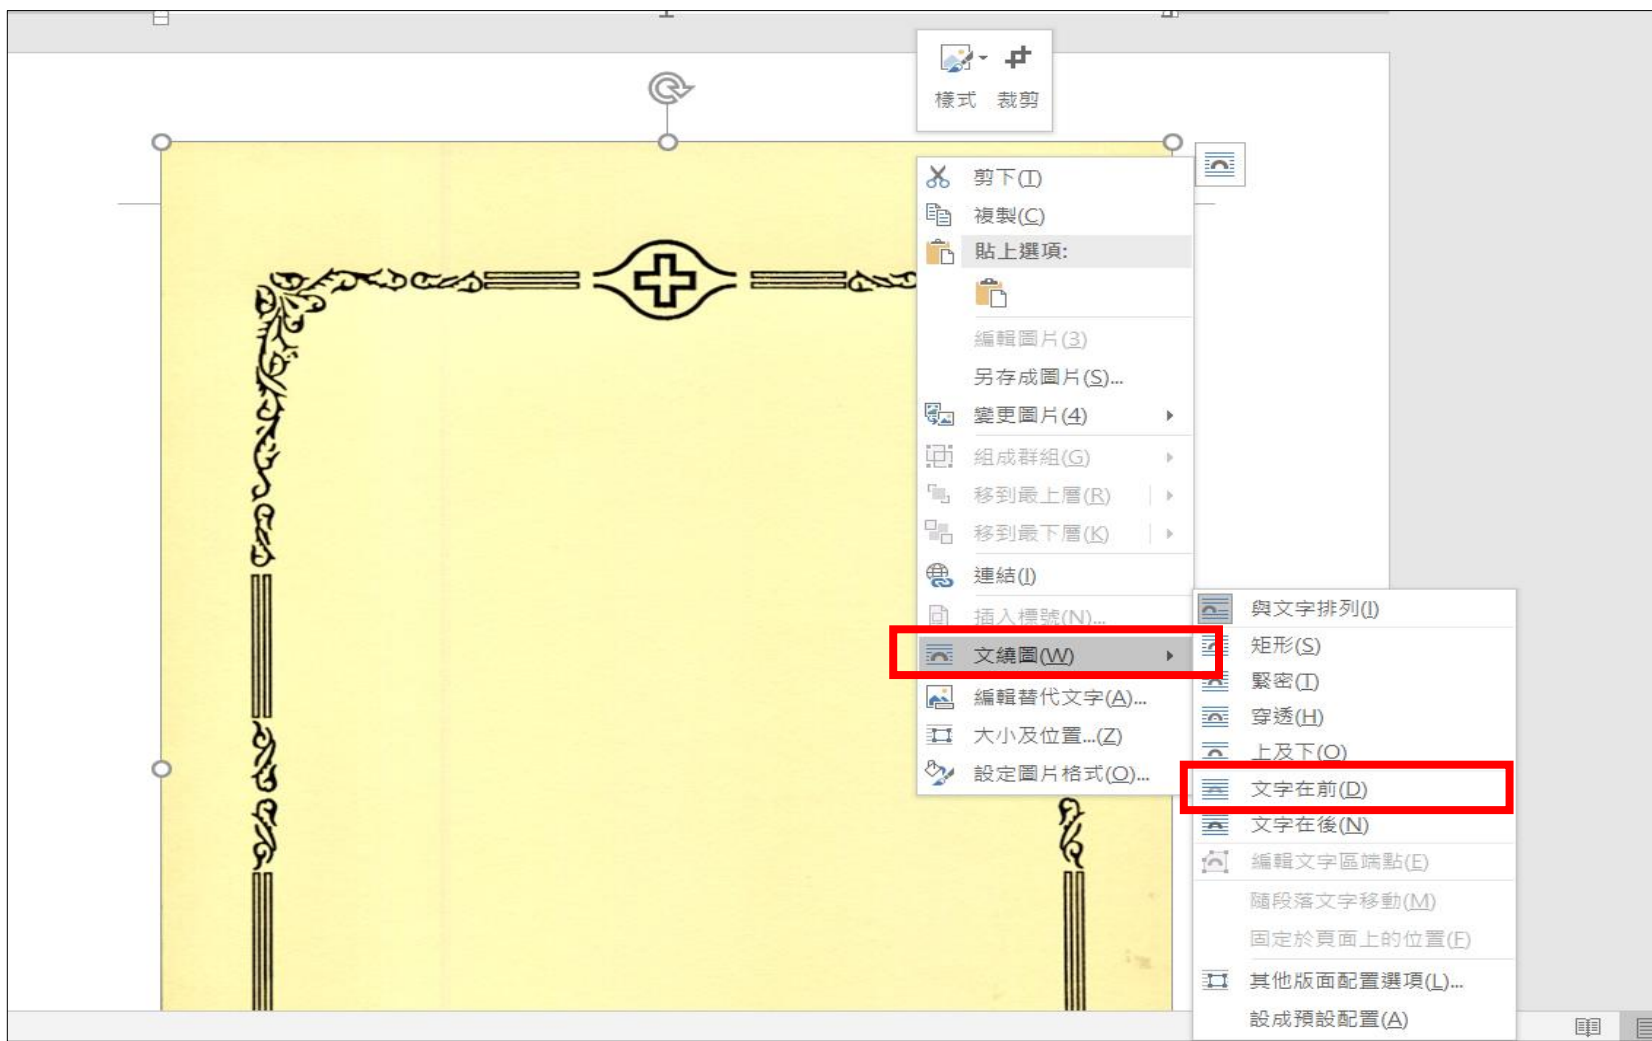 樣式 裁剪
剪下(T)
複製(C)
貼上選項:
編輯圖片(3)
另存成圖片(S)...
變更圖片(4)
組成群組(G)
移到最上層(R)
移到最下層(K)
連結(I)
插入標號(N)...
文繞圖(W)
編輯替代文字(A)...
大小及位置...(Z)
設定圖片格式(O)...
與文字排列(I)
矩形(S)
緊密(T)
穿透(H)
上及下(O)
文字在前(D)
文字在後(N)
編輯文字區端點(E)
隨段落文字移動(M)
固定於頁面上的位置(F)
其他版面配置選項(L)...
設成預設配置(A)